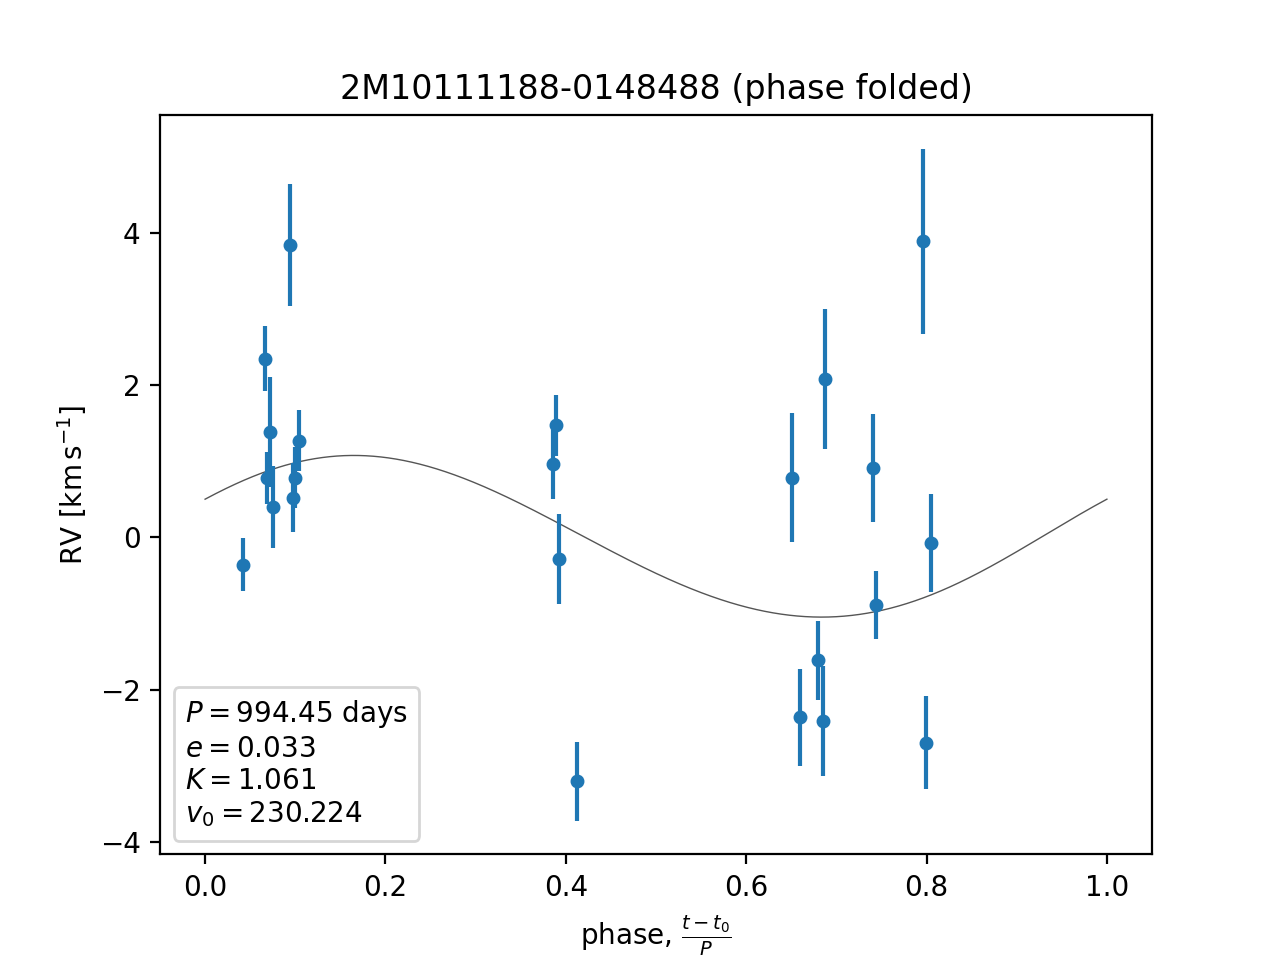 2M10111188-0148488 (phase folded)
RV [km s⁻¹]
4
2
0
−2
−4
P = 994.45 days
e = 0.033
K = 1.061
v₀ = 230.224
0.0 0.2 0.4 0.6 0.8 1.0
phase, (t − t₀)/P